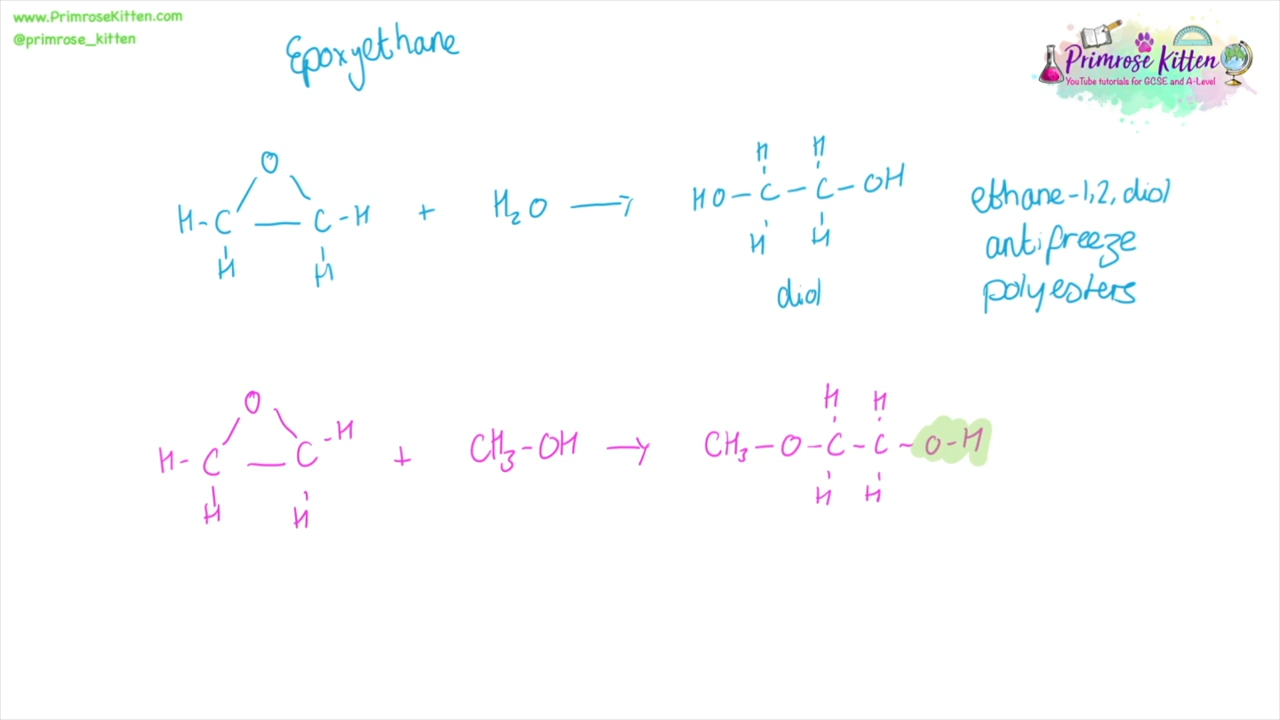 www.PrimroseKitten.com
@primrose_kitten
Epoxyethane
Primrose Kitten
YouTube tutorials for GCSE and A-Level
O
H H
H-C — C-H + H₂O → HO-C-C-OH
H H H H
diol
ethane-1,2,diol
antifreeze
polyesters
O
H H
H-C — C-H + CH₃-OH → CH₃-O-C-C-O-H
H H H H